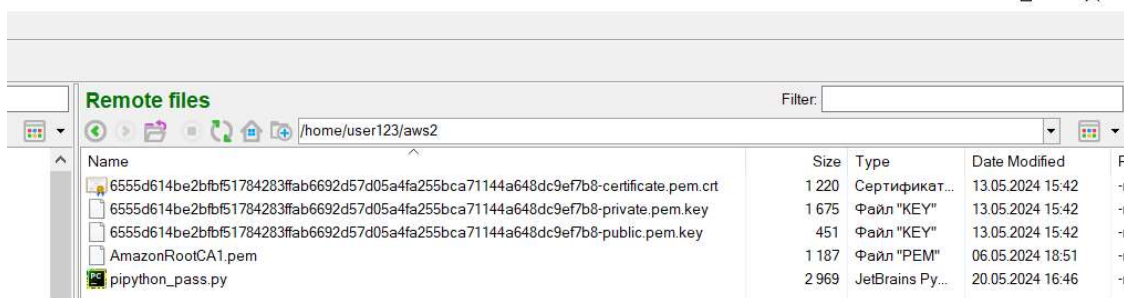 Remote files Filter:
/home/user123/aws2
Name Size Type Date Modified
6555d614be2bfbf51784283ffab6692d57d05a4fa255bca71144a648dc9ef7b8-certificate.pem.crt 1 220 Сертификат... 13.05.2024 15:42
6555d614be2bfbf51784283ffab6692d57d05a4fa255bca71144a648dc9ef7b8-private.pem.key 1 675 Файл "KEY" 13.05.2024 15:42
6555d614be2bfbf51784283ffab6692d57d05a4fa255bca71144a648dc9ef7b8-public.pem.key 451 Файл "KEY" 13.05.2024 15:42
AmazonRootCA1.pem 1 187 Файл "PEM" 06.05.2024 18:51
pipython_pass.py 2 969 JetBrains Py... 20.05.2024 16:46